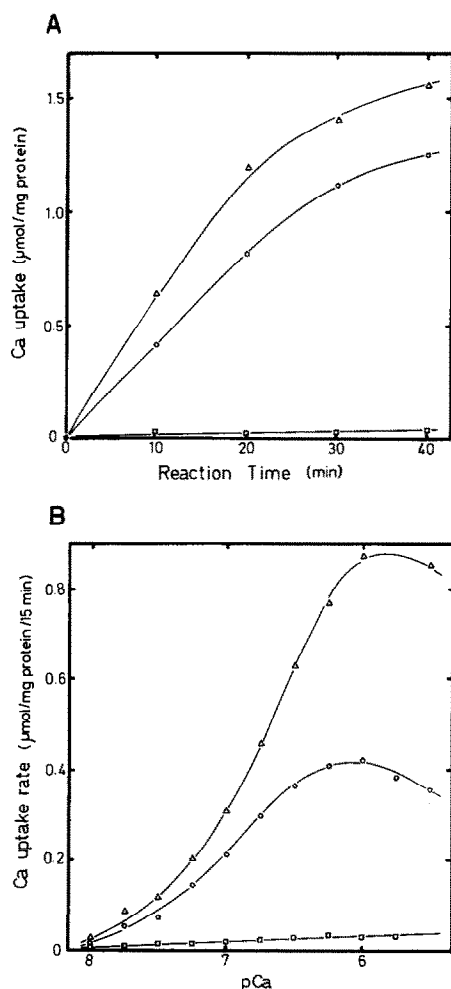 A
Ca uptake (µmol/mg protein)
1.5
1.0
0.5
0
0 10 20 30 40
Reaction Time (min)
B
Ca uptake rate (µmol/mg protein/15 min)
0.8
0.6
0.4
0.2
0
8 7 6
pCa